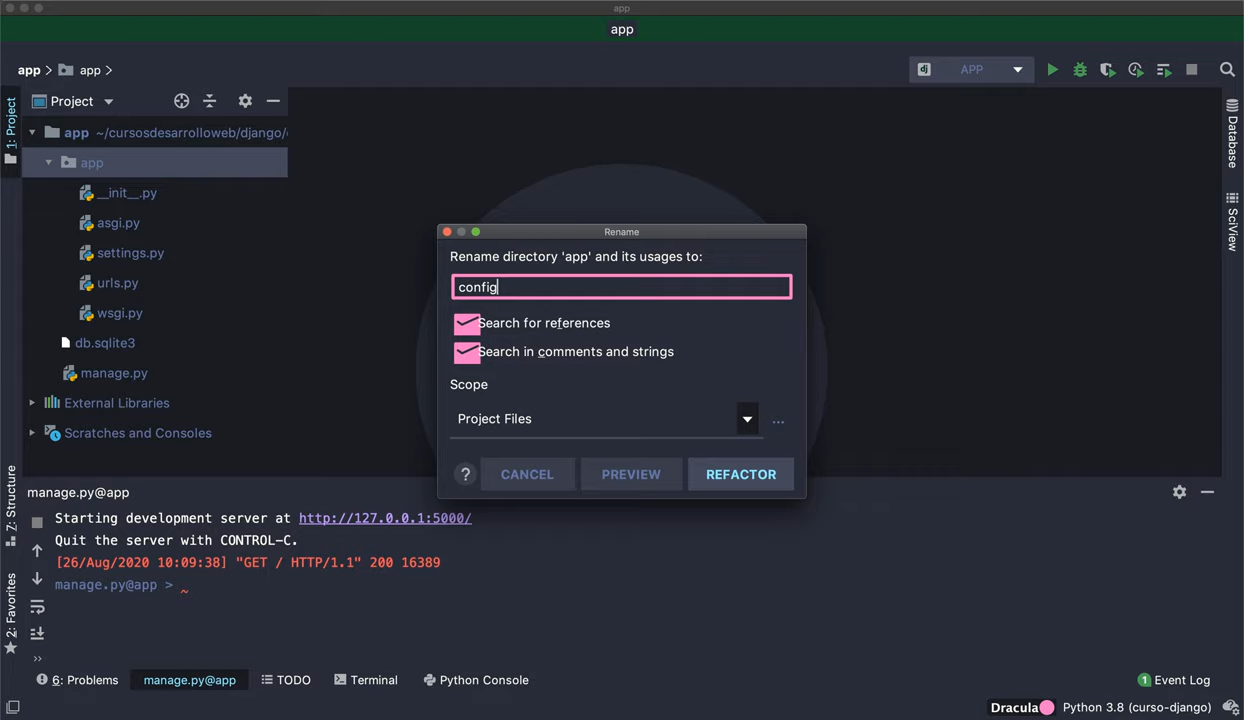 app
app
app
app
dj
APP
1: Project
Project
app ~/cursosdesarrolloweb/django/
app
__init__.py
asgi.py
settings.py
urls.py
wsgi.py
db.sqlite3
manage.py
External Libraries
Scratches and Consoles
Database
SciView
Rename
Rename directory 'app' and its usages to:
config
Search for references
Search in comments and strings
Scope
Project Files
...
?
CANCEL
PREVIEW
REFACTOR
7: Structure
2: Favorites
manage.py@app
Starting development server at http://127.0.0.1:5000/
Quit the server with CONTROL-C.
[26/Aug/2020 10:09:38] "GET / HTTP/1.1" 200 16389
manage.py@app > ~
6: Problems
manage.py@app
TODO
Terminal
Python Console
1 Event Log
Dracula
Python 3.8 (curso-django)